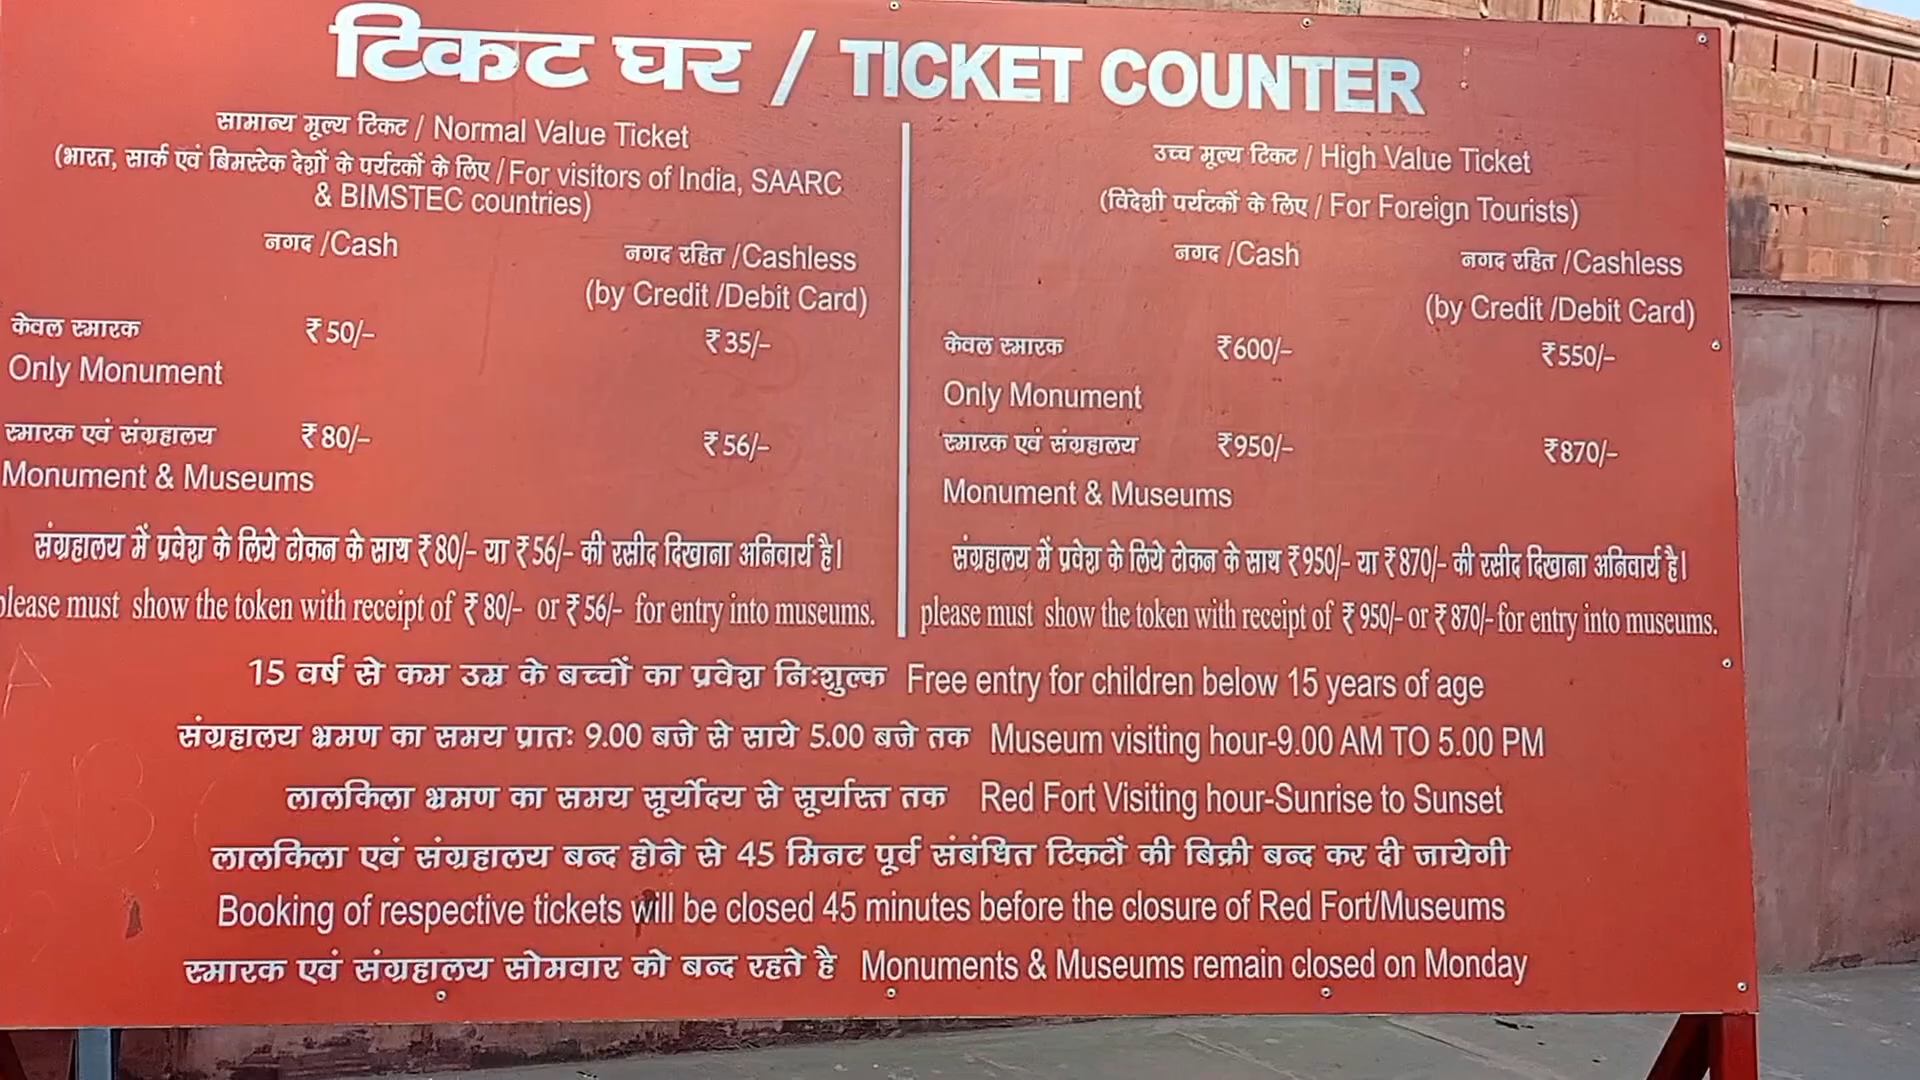 टिकट घर / TICKET COUNTER
सामान्य मूल्य टिकट / Normal Value Ticket
(भारत, सार्क एवं बिमस्टेक देशों के पर्यटकों के लिए / For visitors of India, SAARC
& BIMSTEC countries)
नगद /Cash नगद रहित /Cashless
(by Credit /Debit Card)
केवल स्मारक ₹50/- ₹35/-
Only Monument
स्मारक एवं संग्रहालय ₹80/- ₹56/-
Monument & Museums
संग्रहालय में प्रवेश के लिये टोकन के साथ ₹80/- या ₹56/- की रसीद दिखाना अनिवार्य है।
please must show the token with receipt of ₹80/- or ₹56/- for entry into museums.
उच्च मूल्य टिकट / High Value Ticket
(विदेशी पर्यटकों के लिए / For Foreign Tourists)
नगद /Cash नगद रहित /Cashless
(by Credit /Debit Card)
केवल स्मारक ₹600/- ₹550/-
Only Monument
स्मारक एवं संग्रहालय ₹950/- ₹870/-
Monument & Museums
संग्रहालय में प्रवेश के लिये टोकन के साथ ₹950/- या ₹870/- की रसीद दिखाना अनिवार्य है।
please must show the token with receipt of ₹950/- or ₹870/- for entry into museums.
15 वर्ष से कम उम्र के बच्चों का प्रवेश निःशुल्क Free entry for children below 15 years of age
संग्रहालय भ्रमण का समय प्रातः 9.00 बजे से साये 5.00 बजे तक Museum visiting hour-9.00 AM TO 5.00 PM
लालकिला भ्रमण का समय सूर्योदय से सूर्यास्त तक Red Fort Visiting hour-Sunrise to Sunset
लालकिला एवं संग्रहालय बन्द होने से 45 मिनट पूर्व संबंधित टिकटों की बिक्री बन्द कर दी जायेगी
Booking of respective tickets will be closed 45 minutes before the closure of Red Fort/Museums
स्मारक एवं संग्रहालय सोमवार को बन्द रहते है Monuments & Museums remain closed on Monday